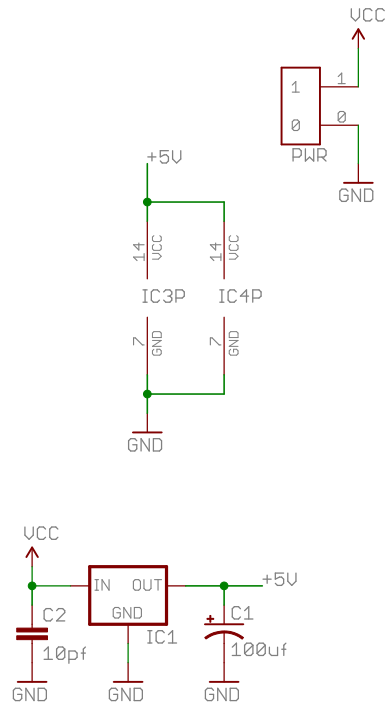 VCC
1 1
0 0
PWR
GND
+5V
14 VCC 14 VCC
IC3P IC4P
7 GND 7 GND
GND
VCC
IN OUT +5V
GND
C2 IC1 C1
10pf 100uf
GND GND GND